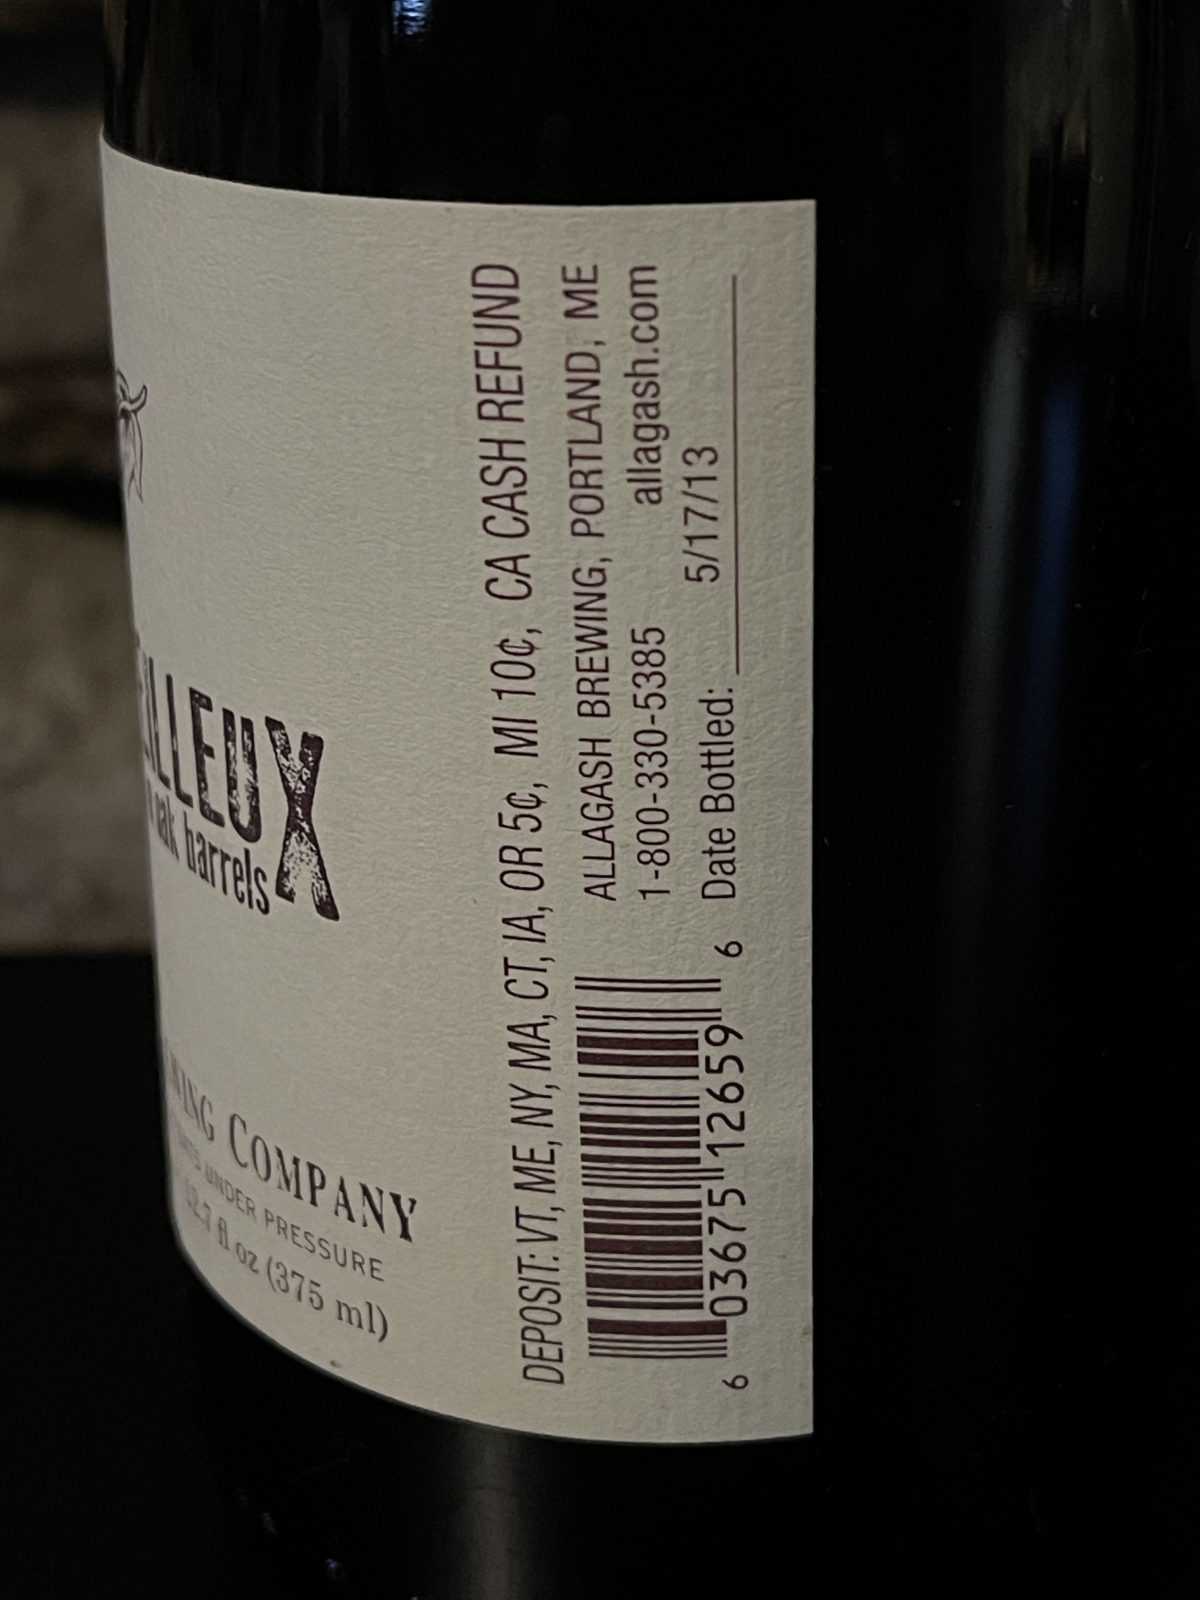 DEPOSIT: VT, ME, NY, MA, CT, IA, OR 5¢, MI 10¢, CA CASH REFUND
ALLAGASH BREWING, PORTLAND, ME
1-800-330-5385 allagash.com
5/17/13
Date Bottled:
6 03675 12659 6
oak barrels
COMPANY
UNDER PRESSURE
12.7 fl oz (375 ml)